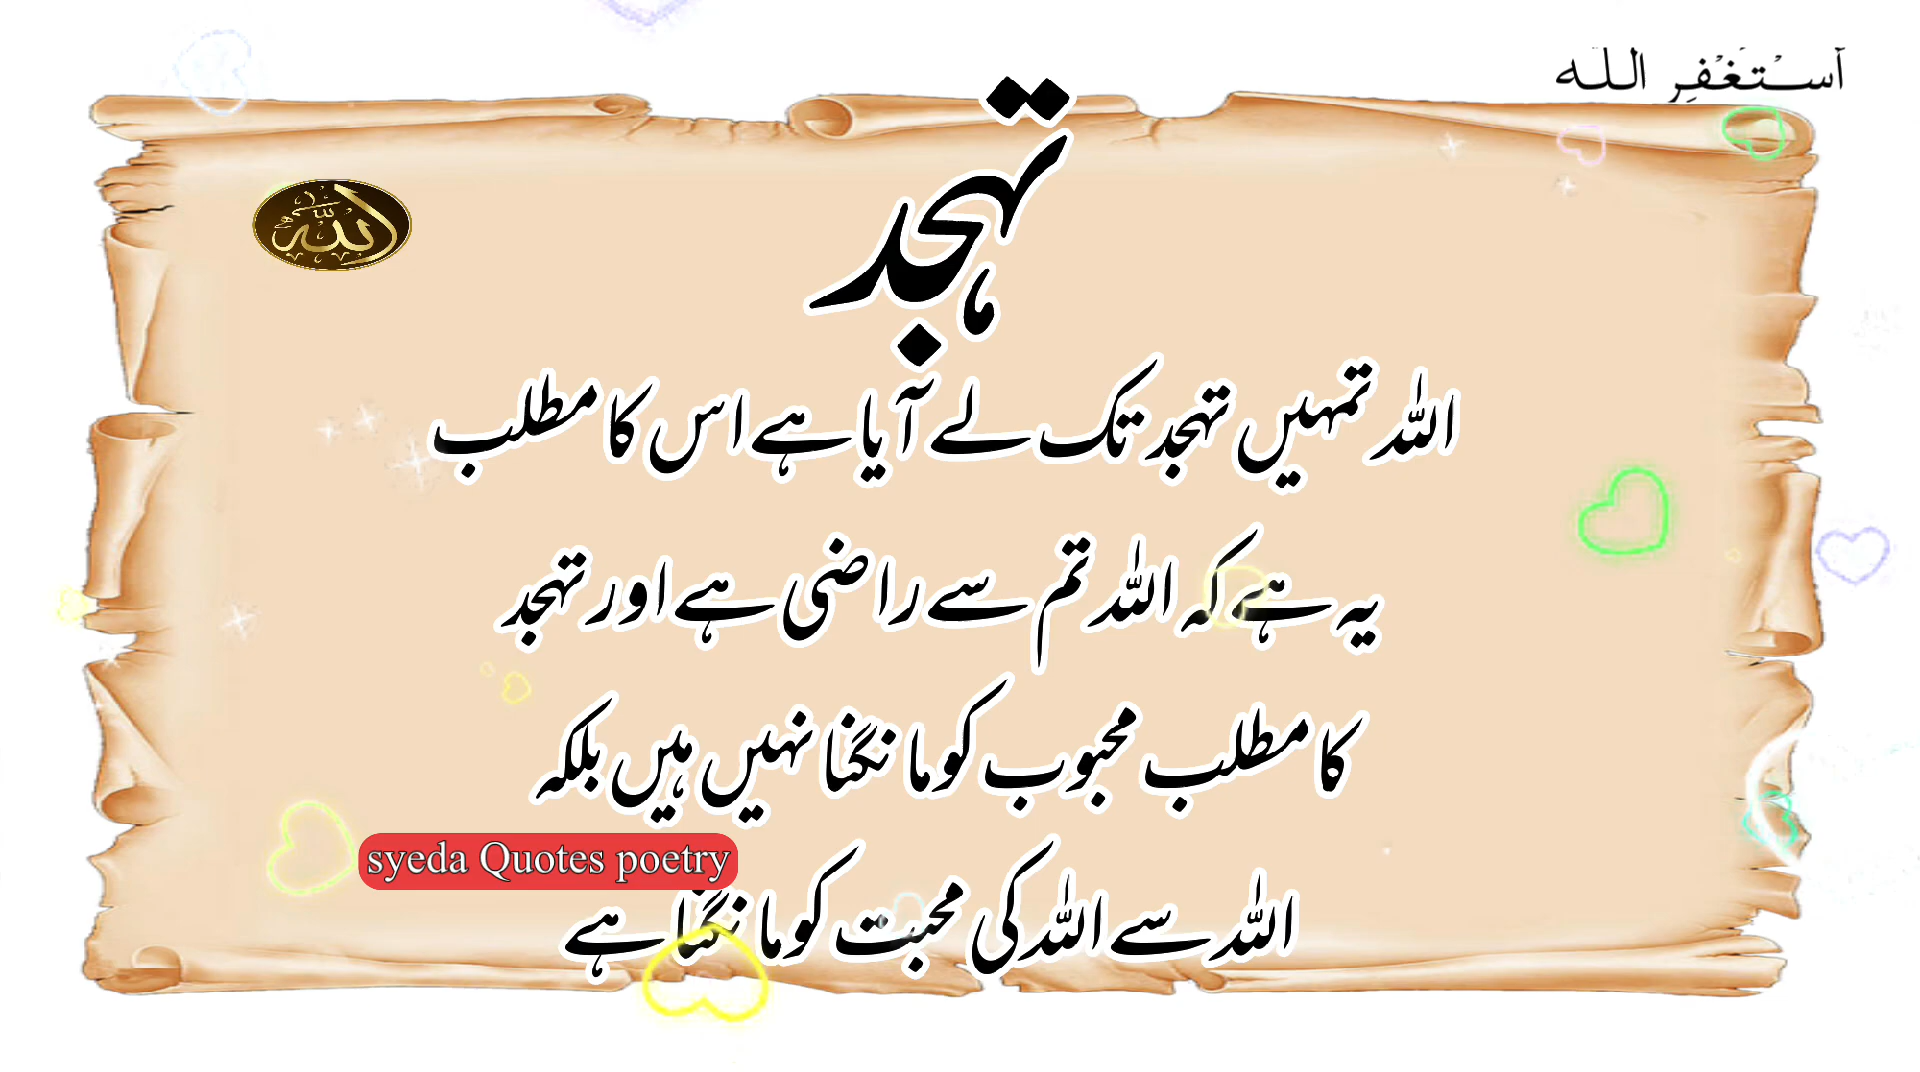 اَسْتَغْفِرِ اللہ
تہجد
اللہ
اللہ تمہیں تہجد تک لے آیا ہے اس کا مطلب
یہ ہے کہ اللہ تم سے راضی ہے اور تہجد
کا مطلب محبوب کو مانگنا نہیں ہیں بلکہ
syeda Quotes poetry
اللہ سے اللہ کی محبت کو مانگنا ہے